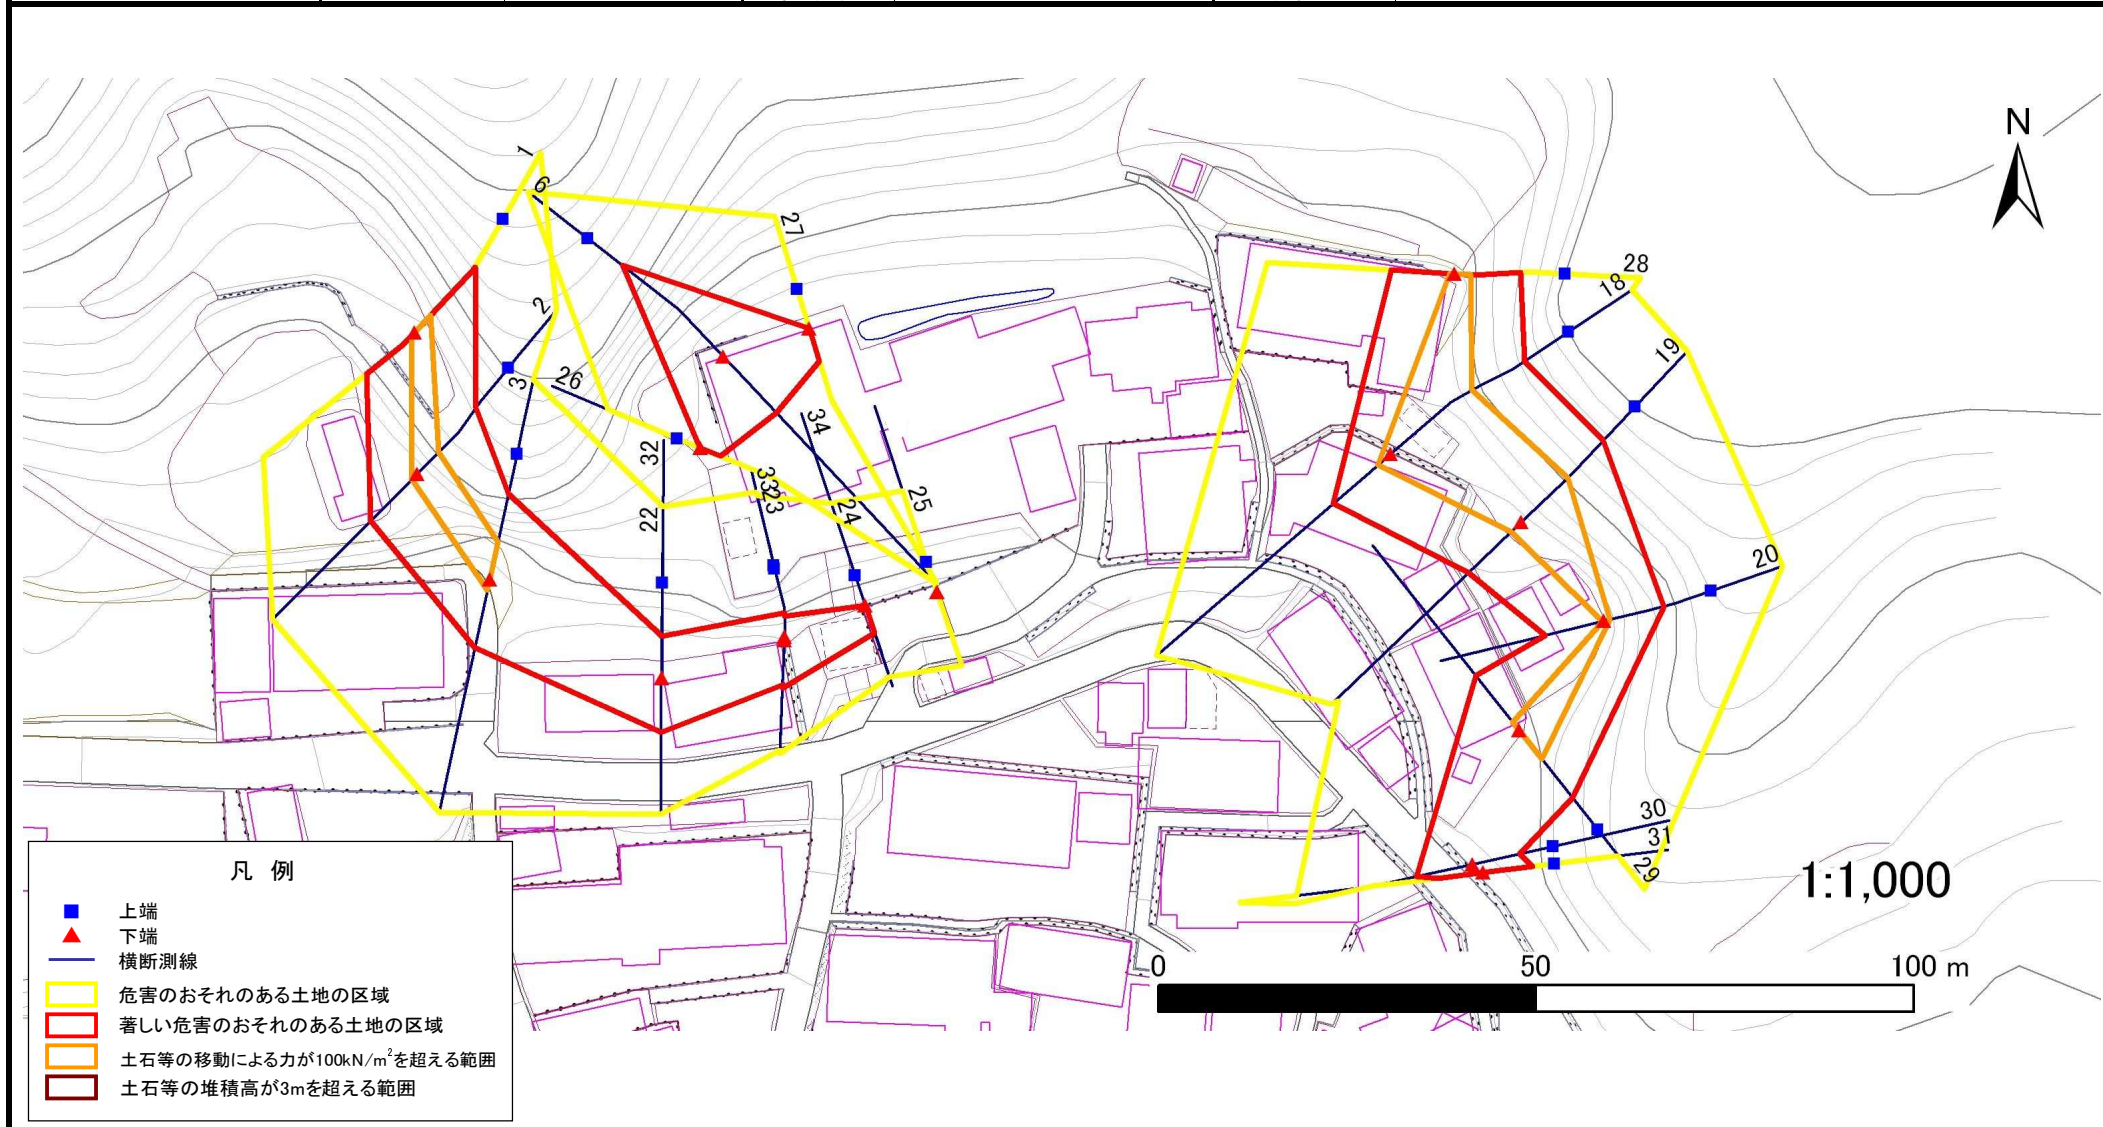 N
1
6
27
2
3
26
32
22
33
23
34
24
25
28
18
19
20
30
31
29
1:1,000
0 50 100 m
凡 例
上端
下端
横断測線
危害のおそれのある土地の区域
著しい危害のおそれのある土地の区域
土石等の移動による力が100kN/m²を超える範囲
土石等の堆積高が3mを超える範囲